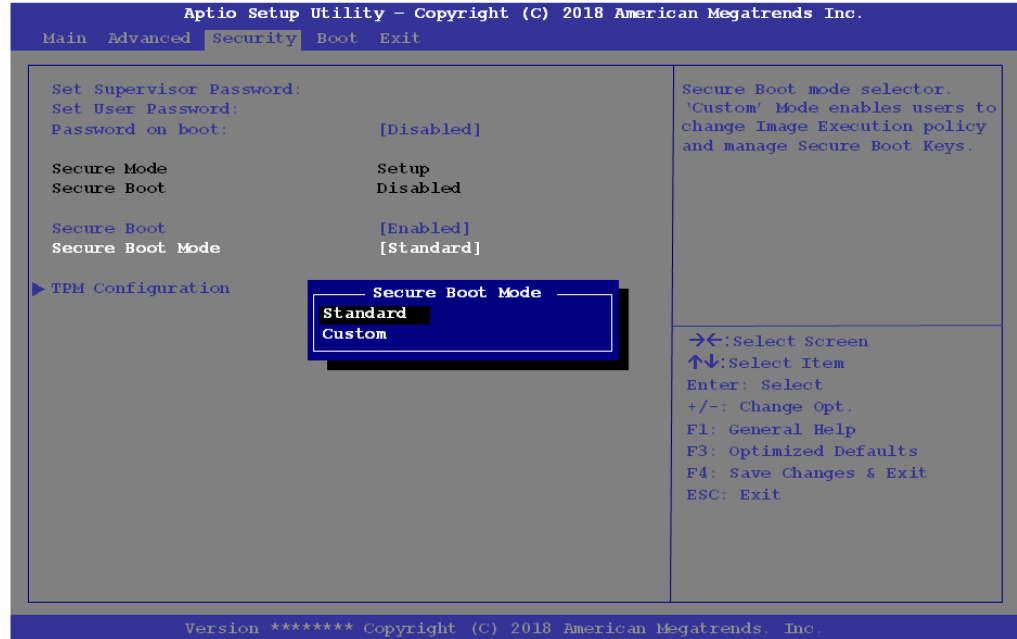 Aptio Setup Utility – Copyright (C) 2018 American Megatrends Inc.
Main Advanced Security Boot Exit
Set Supervisor Password:
Set User Password:
Password on boot: [Disabled]
Secure Mode Setup
Secure Boot Disabled
Secure Boot [Enabled]
Secure Boot Mode [Standard]
TPM Configuration
Secure Boot Mode
Standard
Custom
Secure Boot mode selector.
'Custom' Mode enables users to
change Image Execution policy
and manage Secure Boot Keys.
→←:Select Screen
↑↓:Select Item
Enter: Select
+/-: Change Opt.
F1: General Help
F3: Optimized Defaults
F4: Save Changes & Exit
ESC: Exit
Version ******** Copyright (C) 2018 American Megatrends. Inc.